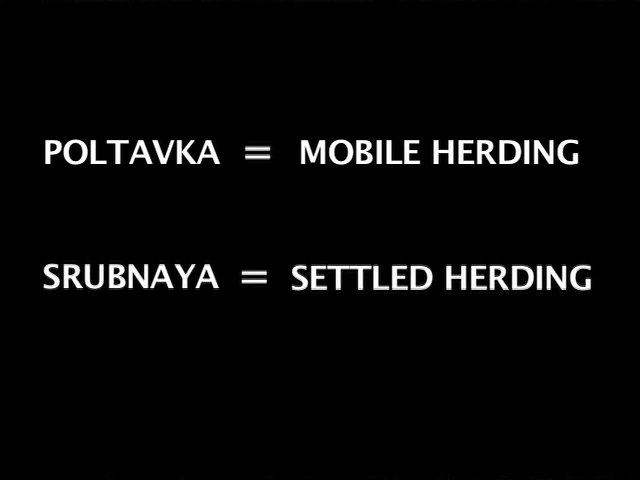 POLTAVKA = MOBILE HERDING
SRUBNAYA = SETTLED HERDING